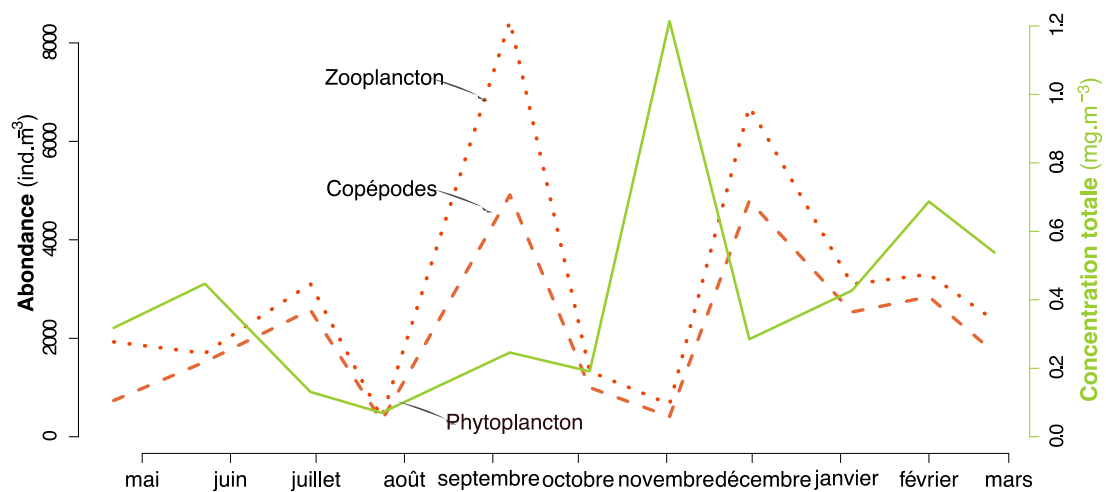 Abondance (ind.m⁻³)
8000
6000
4000
2000
0
Zooplancton
Copépodes
Phytoplancton
1.2
1.0
0.8
0.6
0.4
0.2
0.0
Concentration totale (mg.m⁻³)
mai juin juillet août septembre octobre novembre décembre janvier février mars